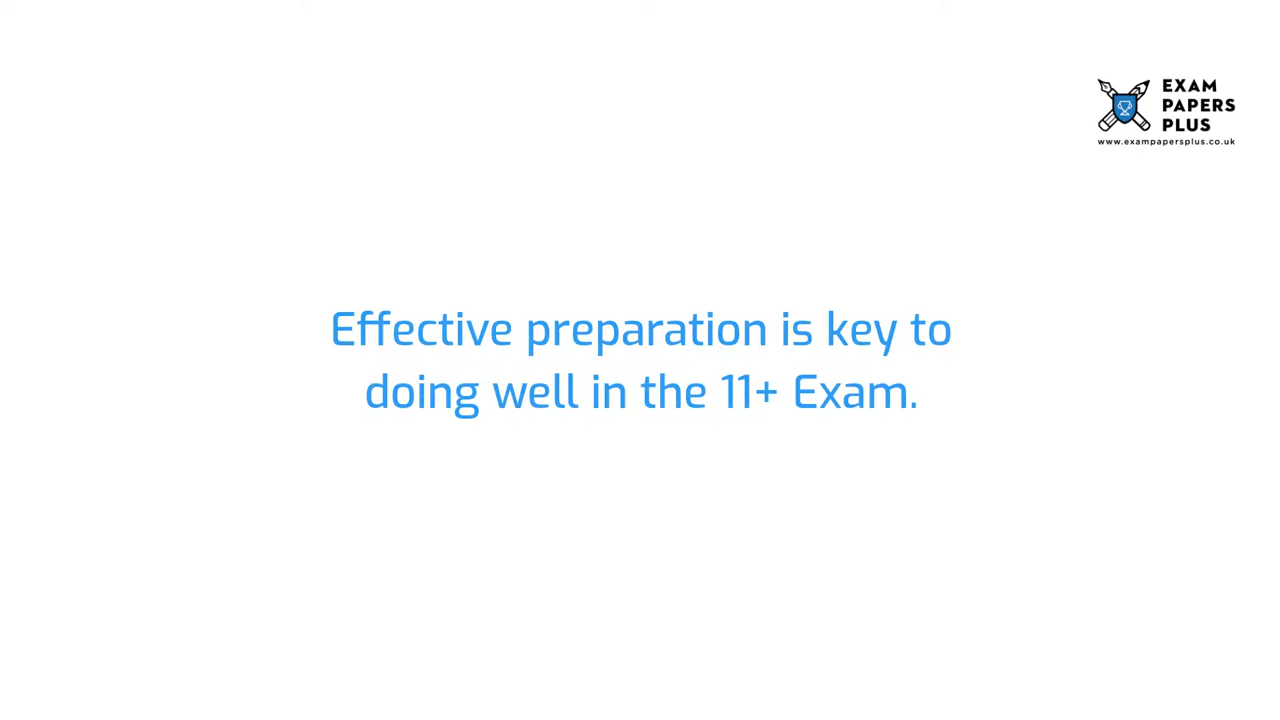 EXAM
PAPERS
PLUS
www.exampapersplus.co.uk
Effective preparation is key to
doing well in the 11+ Exam.